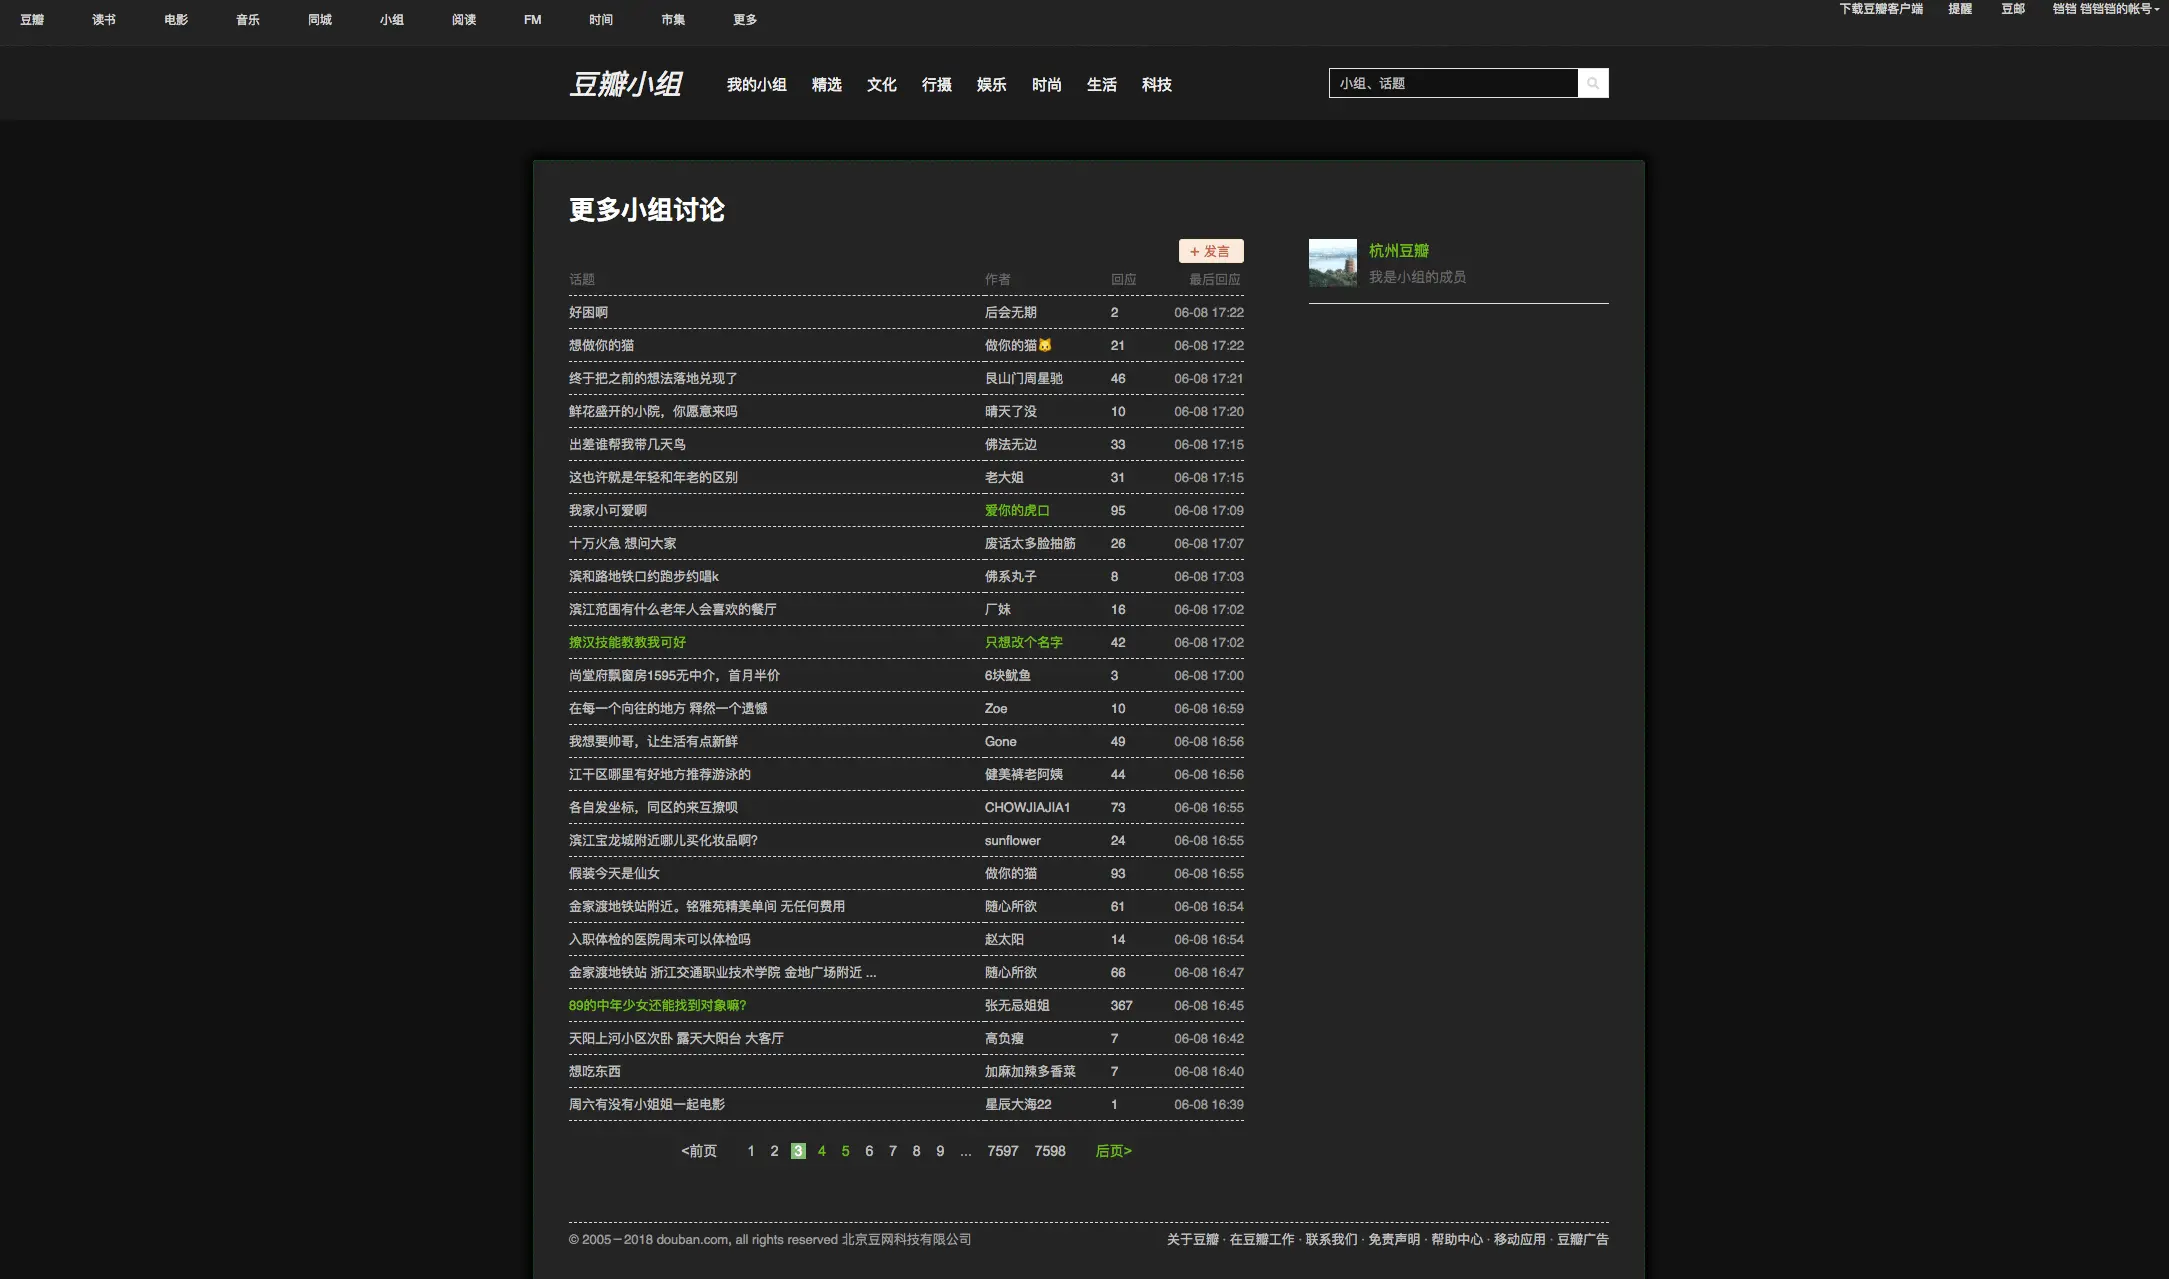 豆瓣 读书 电影 音乐 同城 小组 阅读 FM 时间 市集 更多 下载豆瓣客户端 提醒 豆邮 铛铛 铛铛铛的帐号
豆瓣小组 我的小组 精选 文化 行摄 娱乐 时尚 生活 科技 小组、话题
更多小组讨论
+ 发言
杭州豆瓣
我是小组的成员
话题 作者 回应 最后回应
好困啊 后会无期 2 06-08 17:22
想做你的猫 做你的猫🐱 21 06-08 17:22
终于把之前的想法落地兑现了 艮山门周星驰 46 06-08 17:21
鲜花盛开的小院，你愿意来吗 晴天了没 10 06-08 17:20
出差谁帮我带几天鸟 佛法无边 33 06-08 17:15
这也许就是年轻和年老的区别 老大姐 31 06-08 17:15
我家小可爱啊 爱你的虎口 95 06-08 17:09
十万火急 想问大家 废话太多脸抽筋 26 06-08 17:07
滨和路地铁口约跑步约唱k 佛系丸子 8 06-08 17:03
滨江范围有什么老年人会喜欢的餐厅 厂妹 16 06-08 17:02
撩汉技能教教我可好 只想改个名字 42 06-08 17:02
尚堂府飘窗房1595无中介，首月半价 6块鱿鱼 3 06-08 17:00
在每一个向往的地方 释然一个遗憾 Zoe 10 06-08 16:59
我想要帅哥，让生活有点新鲜 Gone 49 06-08 16:56
江干区哪里有好地方推荐游泳的 健美裤老阿姨 44 06-08 16:56
各自发坐标，同区的来互撩呗 CHOWJIAJIA1 73 06-08 16:55
滨江宝龙城附近哪儿买化妆品啊？ sunflower 24 06-08 16:55
假装今天是仙女 做你的猫 93 06-08 16:55
金家渡地铁站附近。铭雅苑精美单间 无任何费用 随心所欲 61 06-08 16:54
入职体检的医院周末可以体检吗 赵太阳 14 06-08 16:54
金家渡地铁站 浙江交通职业技术学院 金地广场附近 ... 随心所欲 66 06-08 16:47
89的中年少女还能找到对象嘛？ 张无忌姐姐 367 06-08 16:45
天阳上河小区次卧 露天大阳台 大客厅 高负瘦 7 06-08 16:42
想吃东西 加麻加辣多香菜 7 06-08 16:40
周六有没有小姐姐一起电影 星辰大海22 1 06-08 16:39
<前页 1 2 3 4 5 6 7 8 9 ... 7597 7598 后页>
© 2005－2018 douban.com, all rights reserved 北京豆网科技有限公司 关于豆瓣 · 在豆瓣工作 · 联系我们 · 免责声明 · 帮助中心 · 移动应用 · 豆瓣广告